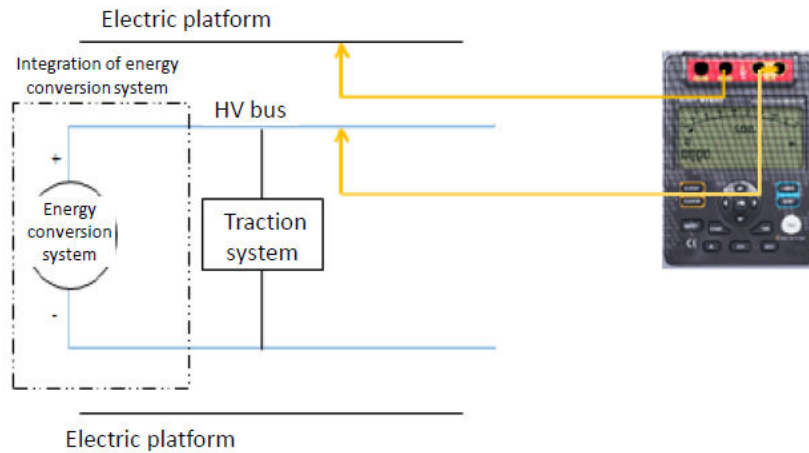 Electric platform
Integration of energy
conversion system
HV bus
+
Energy
conversion
system
Traction
system
-
Electric platform